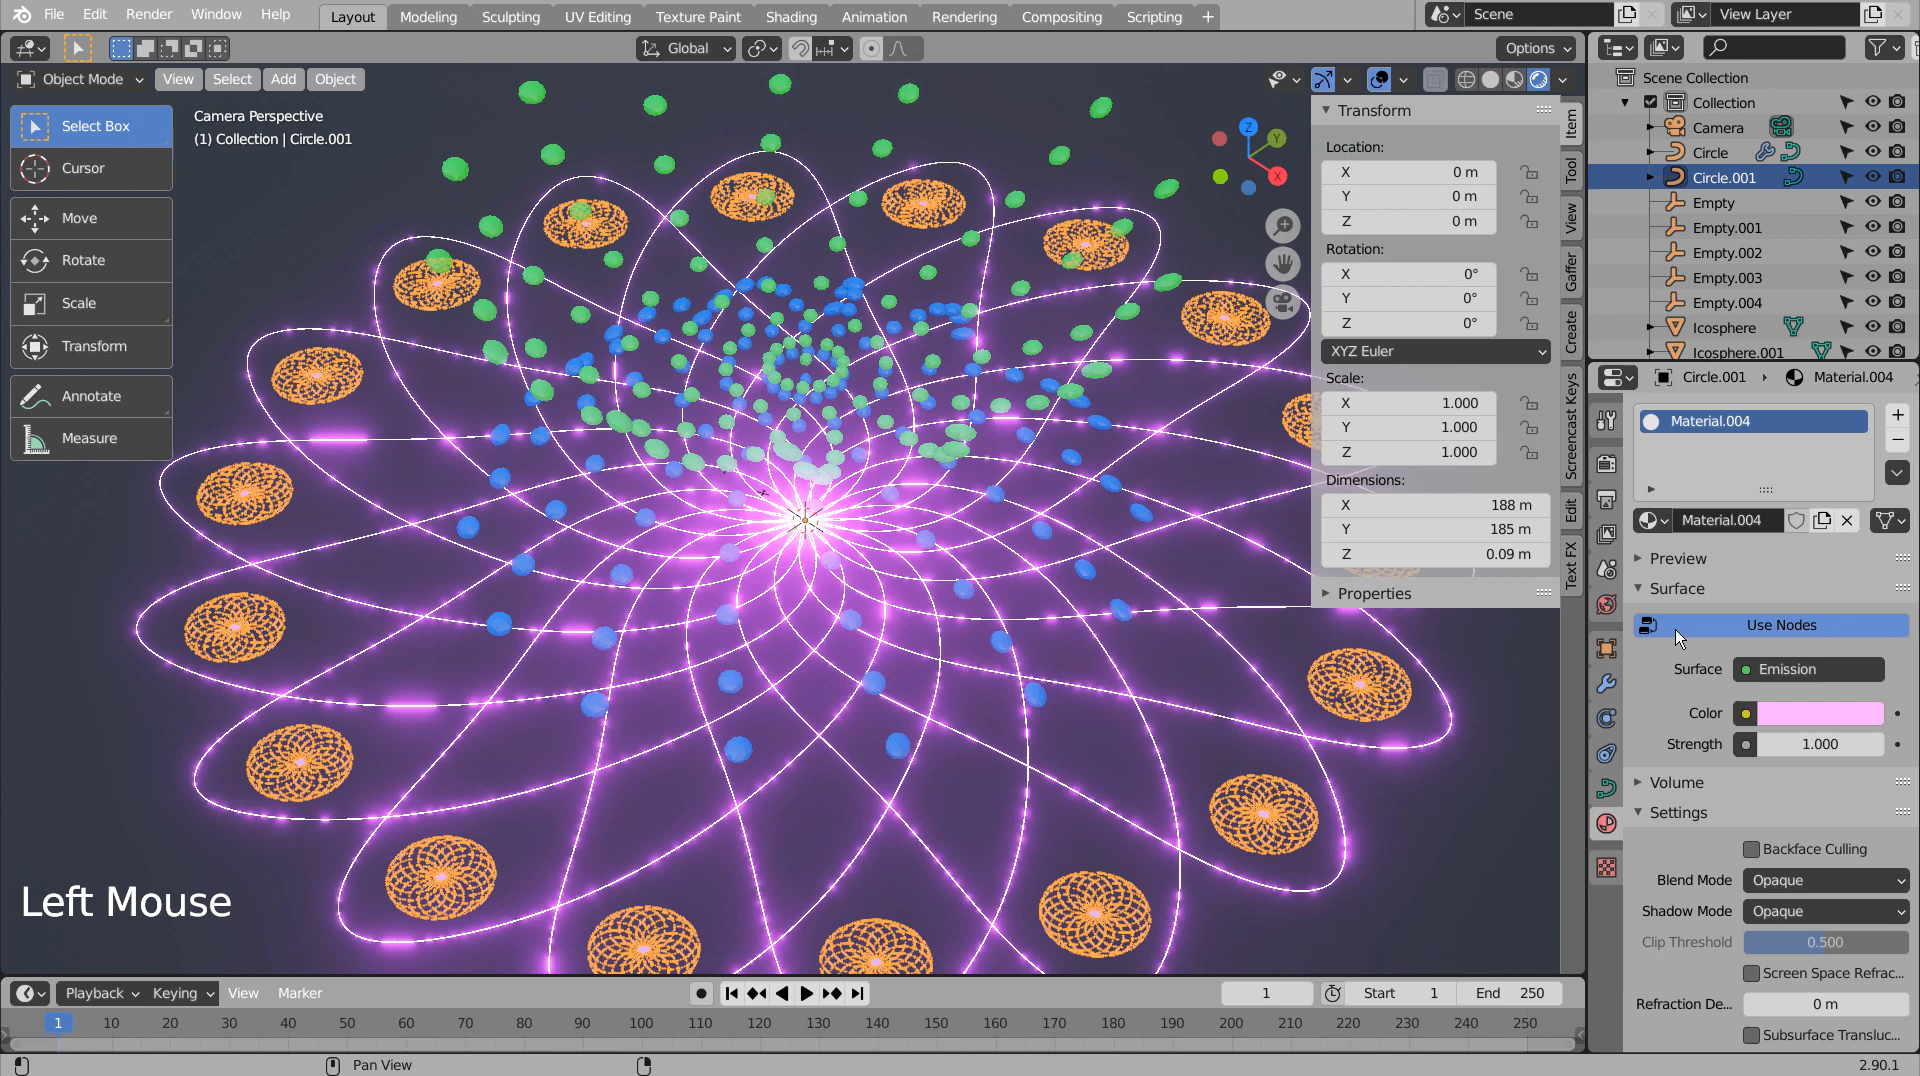 File Edit Render Window Help Layout Modeling Sculpting UV Editing Texture Paint Shading Animation Rendering Compositing Scripting + Scene View Layer
Global Options
Object Mode View Select Add Object
Select Box
Cursor
Move
Rotate
Scale
Transform
Annotate
Measure
Camera Perspective
(1) Collection | Circle.001
Z
Y
X
Left Mouse
Transform
Location:
X 0 m
Y 0 m
Z 0 m
Rotation:
X 0°
Y 0°
Z 0°
XYZ Euler
Scale:
X 1.000
Y 1.000
Z 1.000
Dimensions:
X 188 m
Y 185 m
Z 0.09 m
Properties
Item
Tool
View
Gaffer
Create
Screencast Keys
Edit
Text FX
Scene Collection
Collection
Camera
Circle
Circle.001
Empty
Empty.001
Empty.002
Empty.003
Empty.004
Icosphere
Icosphere.001
Circle.001 › Material.004
Material.004
Material.004
Preview
Surface
Use Nodes
Surface Emission
Color
Strength 1.000
Volume
Settings
Backface Culling
Blend Mode Opaque
Shadow Mode Opaque
Clip Threshold 0.500
Screen Space Refrac...
Refraction De... 0 m
Subsurface Transluc...
Playback Keying View Marker 1 Start 1 End 250
1 10 20 30 40 50 60 70 80 90 100 110 120 130 140 150 160 170 180 190 200 210 220 230 240 250
Pan View 2.90.1